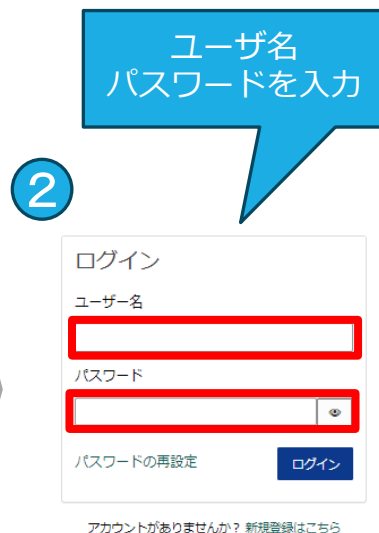 ユーザ名
パスワードを入力
2
ログイン
ユーザー名
パスワード
パスワードの再設定 ログイン
アカウントがありませんか？新規登録はこちら